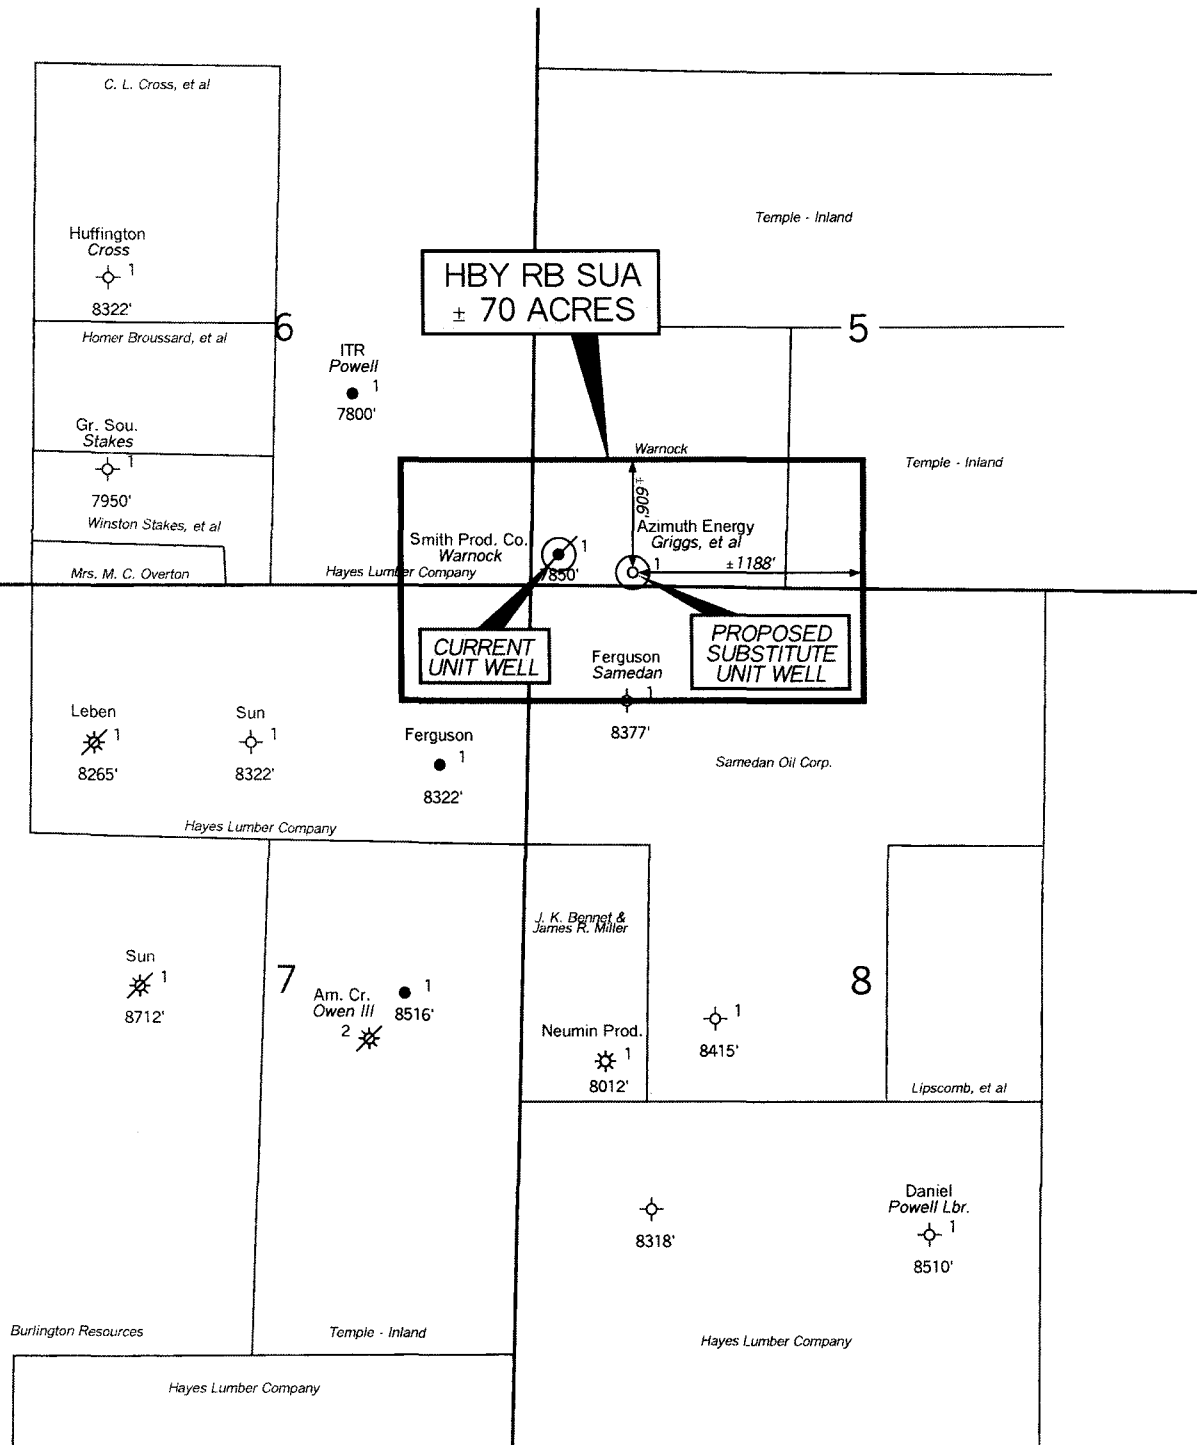 C. L. Cross, et al
Temple - Inland
Huffington
Cross
1
8322'
HBY RB SUA
± 70 ACRES
6
5
Homer Broussard, et al
ITR
Powell
1
7800'
Gr. Sou.
Stakes
1
7950'
Winston Stakes, et al
Mrs. M. C. Overton
Hayes Lumber Company
Warnock
Temple - Inland
±606'
Azimuth Energy
Griggs, et al
1
±1188'
Smith Prod. Co.
Warnock
1
7850'
CURRENT
UNIT WELL
PROPOSED
SUBSTITUTE
UNIT WELL
Ferguson
Samedan
1
8377'
Leben
1
8265'
Sun
1
8322'
Ferguson
1
8322'
Samedan Oil Corp.
Hayes Lumber Company
J. K. Bennet &
James R. Miller
Sun
1
8712'
7
Am. Cr.
Owen III
1
8516'
2
8
Neumin Prod.
1
8012'
1
8415'
Lipscomb, et al
8318'
Daniel
Powell Lbr.
1
8510'
Burlington Resources
Temple - Inland
Hayes Lumber Company
Hayes Lumber Company